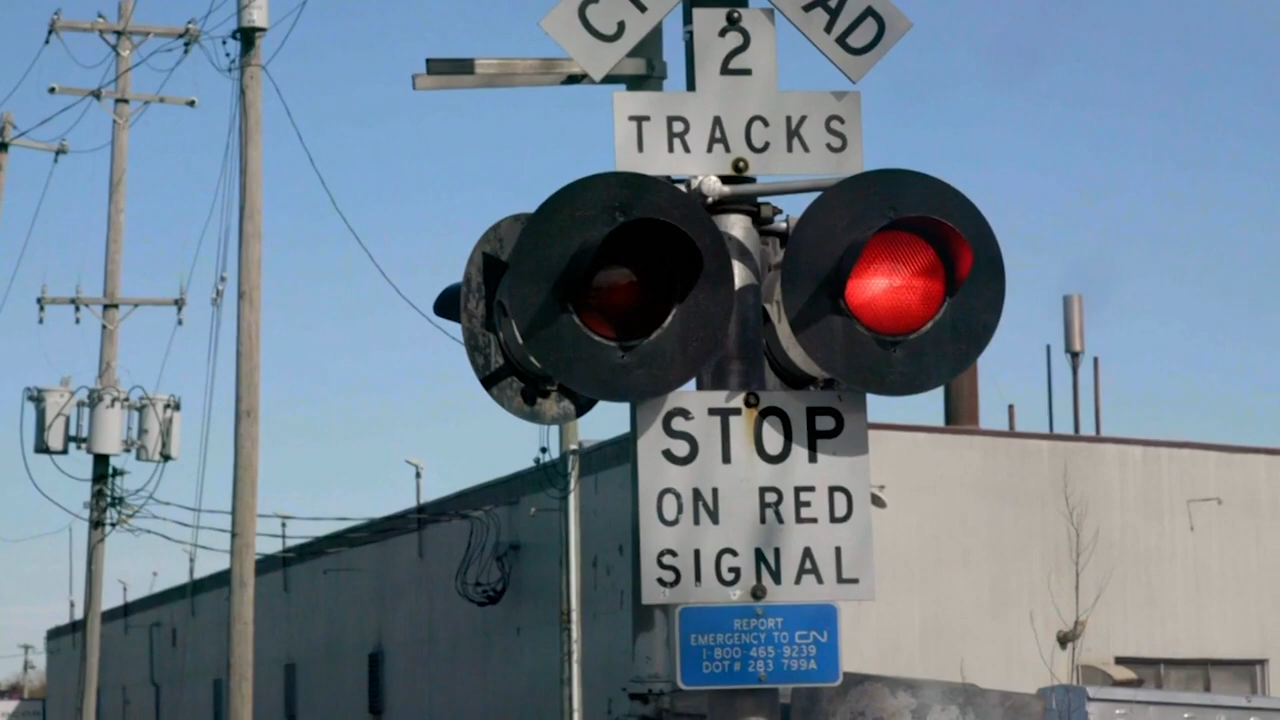 2
TRACKS
STOP
ON RED
SIGNAL
REPORT
EMERGENCY TO CN
1-800-465-9239
DOT# 283 799A